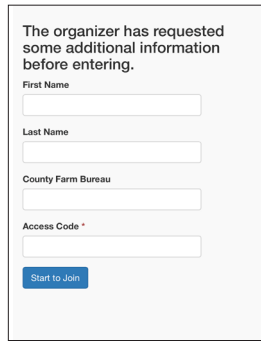 The organizer has requested
some additional information
before entering.
First Name
Last Name
County Farm Bureau
Access Code *
Start to Join